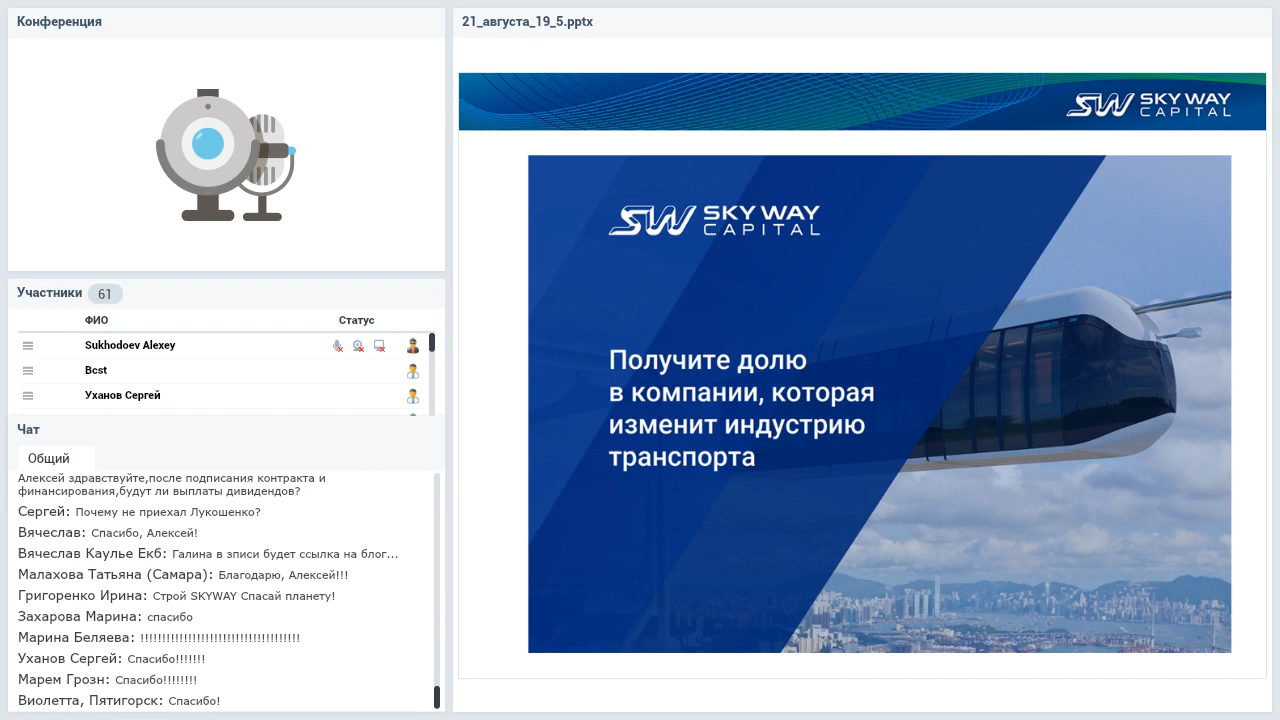 Конференция
Участники 61
ФИО Статус
Sukhodoev Alexey
Bcst
Уханов Сергей
Чат
Общий
Алексей здравствуйте,после подписания контракта и
финансирования,будут ли выплаты дивидендов?
Сергей: Почему не приехал Лукошенко?
Вячеслав: Спасибо, Алексей!
Вячеслав Каулье Екб: Галина в зписи будет ссылка на блог...
Малахова Татьяна (Самара): Благодарю, Алексей!!!
Григоренко Ирина: Строй SKYWAY Спасай планету!
Захарова Марина: спасибо
Марина Беляева: !!!!!!!!!!!!!!!!!!!!!!!!!!!!!!!!!!!!!
Уханов Сергей: Спасибо!!!!!!!
Марем Грозн: Спасибо!!!!!!!!
Виолетта, Пятигорск: Спасибо!
21_августа_19_5.pptx
SW SKY WAY
CAPITAL
SW SKY WAY
CAPITAL
Получите долю
в компании, которая
изменит индустрию
транспорта